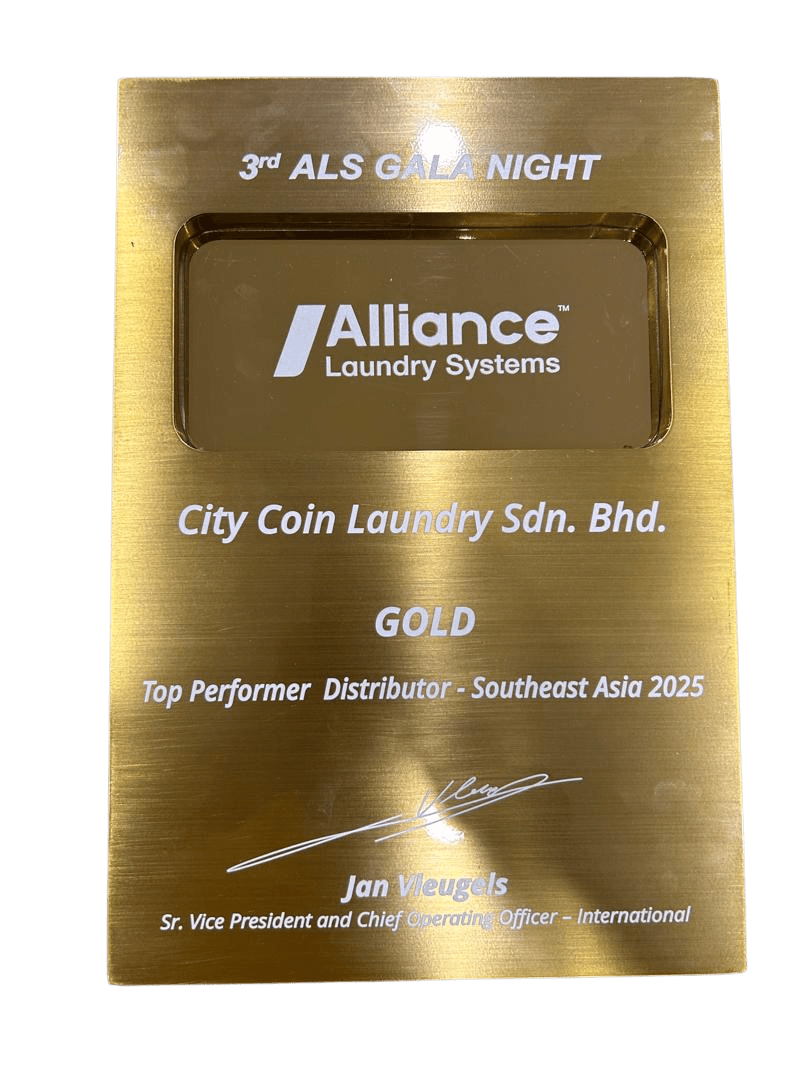 3rd ALS GALA NIGHT
Alliance™
Laundry Systems
City Coin Laundry Sdn. Bhd.
GOLD
Top Performer Distributor - Southeast Asia 2025
Jan Vleugels
Sr. Vice President and Chief Operating Officer – International